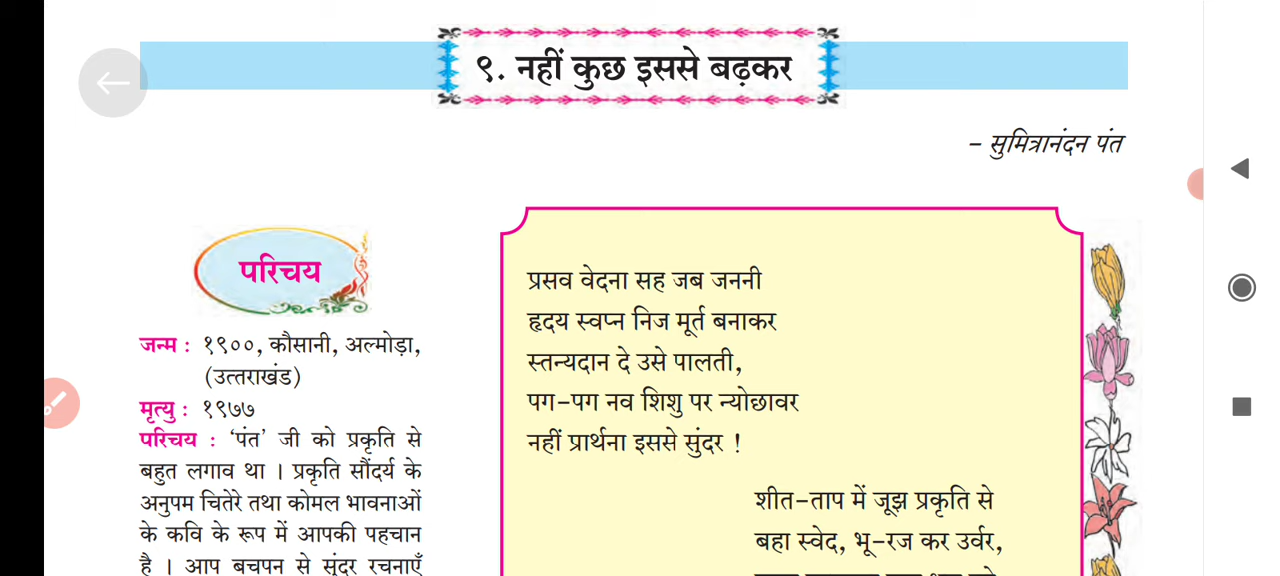 ९. नहीं कुछ इससे बढ़कर
– सुमित्रानंदन पंत
परिचय
जन्म : १९००, कौसानी, अल्मोड़ा,
(उत्तराखंड)
मृत्यु : १९७७
परिचय : ‘पंत’ जी को प्रकृति से
बहुत लगाव था । प्रकृति सौंदर्य के
अनुपम चितेरे तथा कोमल भावनाओं
के कवि के रूप में आपकी पहचान
है । आप बचपन से सुंदर रचनाएँ
प्रसव वेदना सह जब जननी
हृदय स्वप्न निज मूर्त बनाकर
स्तन्यदान दे उसे पालती,
पग-पग नव शिशु पर न्योछावर
नहीं प्रार्थना इससे सुंदर !
शीत-ताप में जूझ प्रकृति से
बहा स्वेद, भू-रज कर उर्वर,